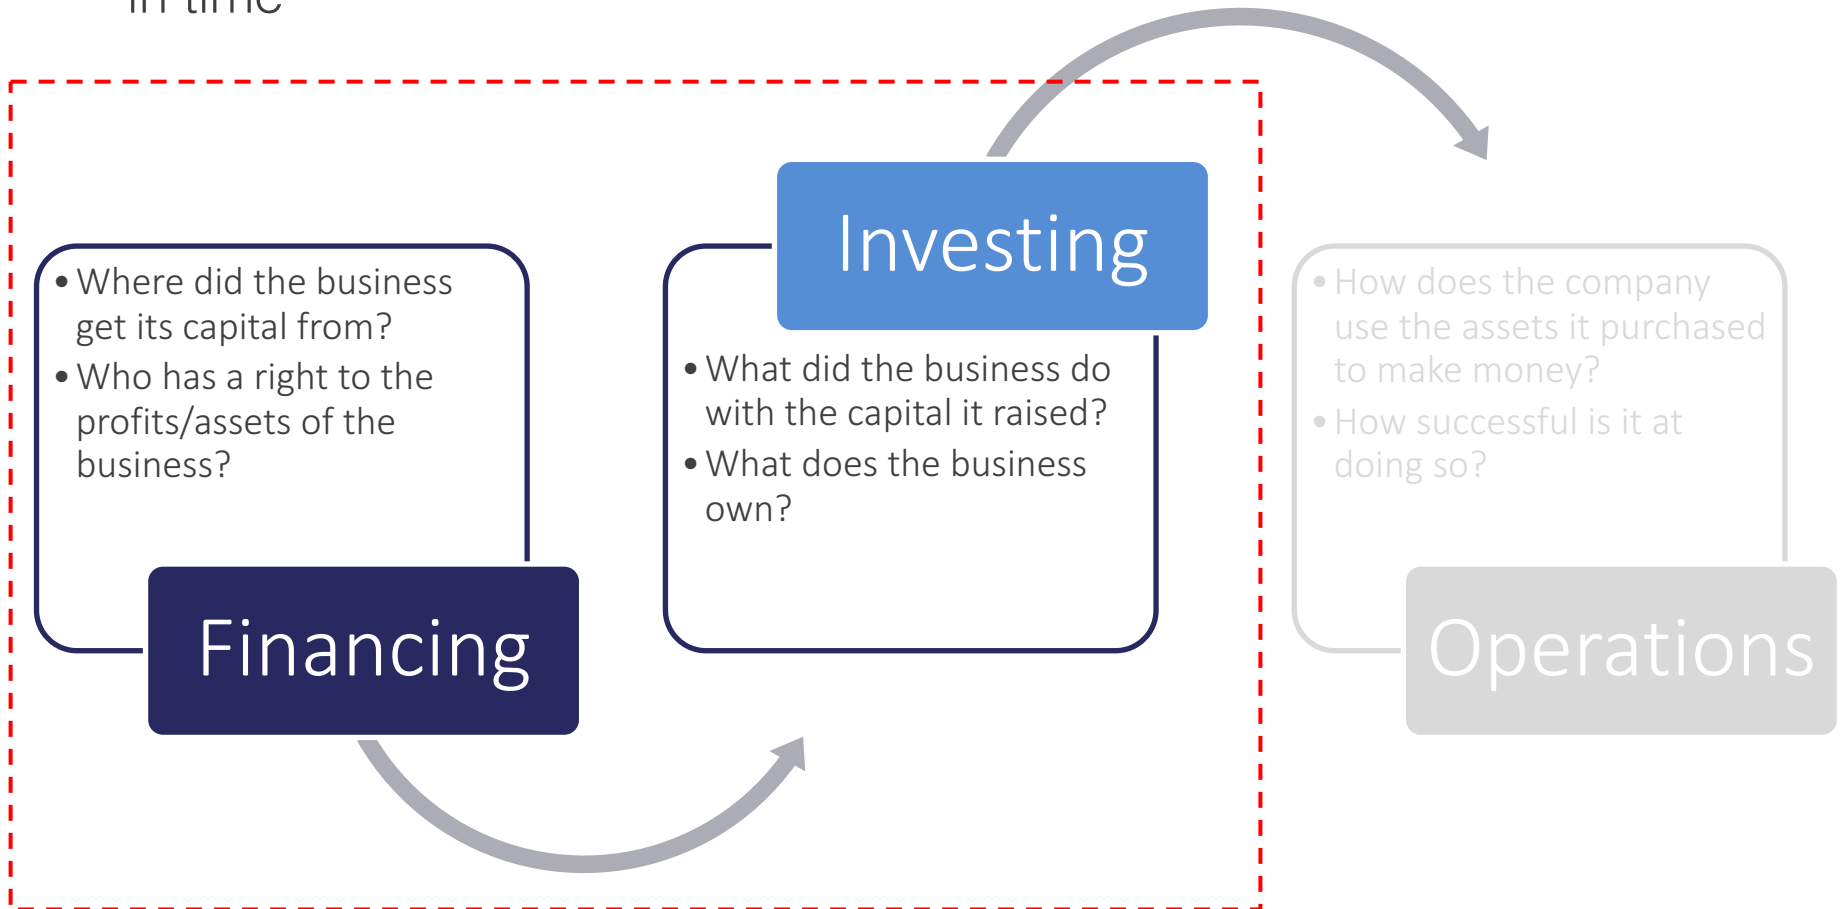 in time
• Where did the business
get its capital from?
• Who has a right to the
profits/assets of the
business?
Financing
Investing
• What did the business do
with the capital it raised?
• What does the business
own?
• How does the company
use the assets it purchased
to make money?
• How successful is it at
doing so?
Operations